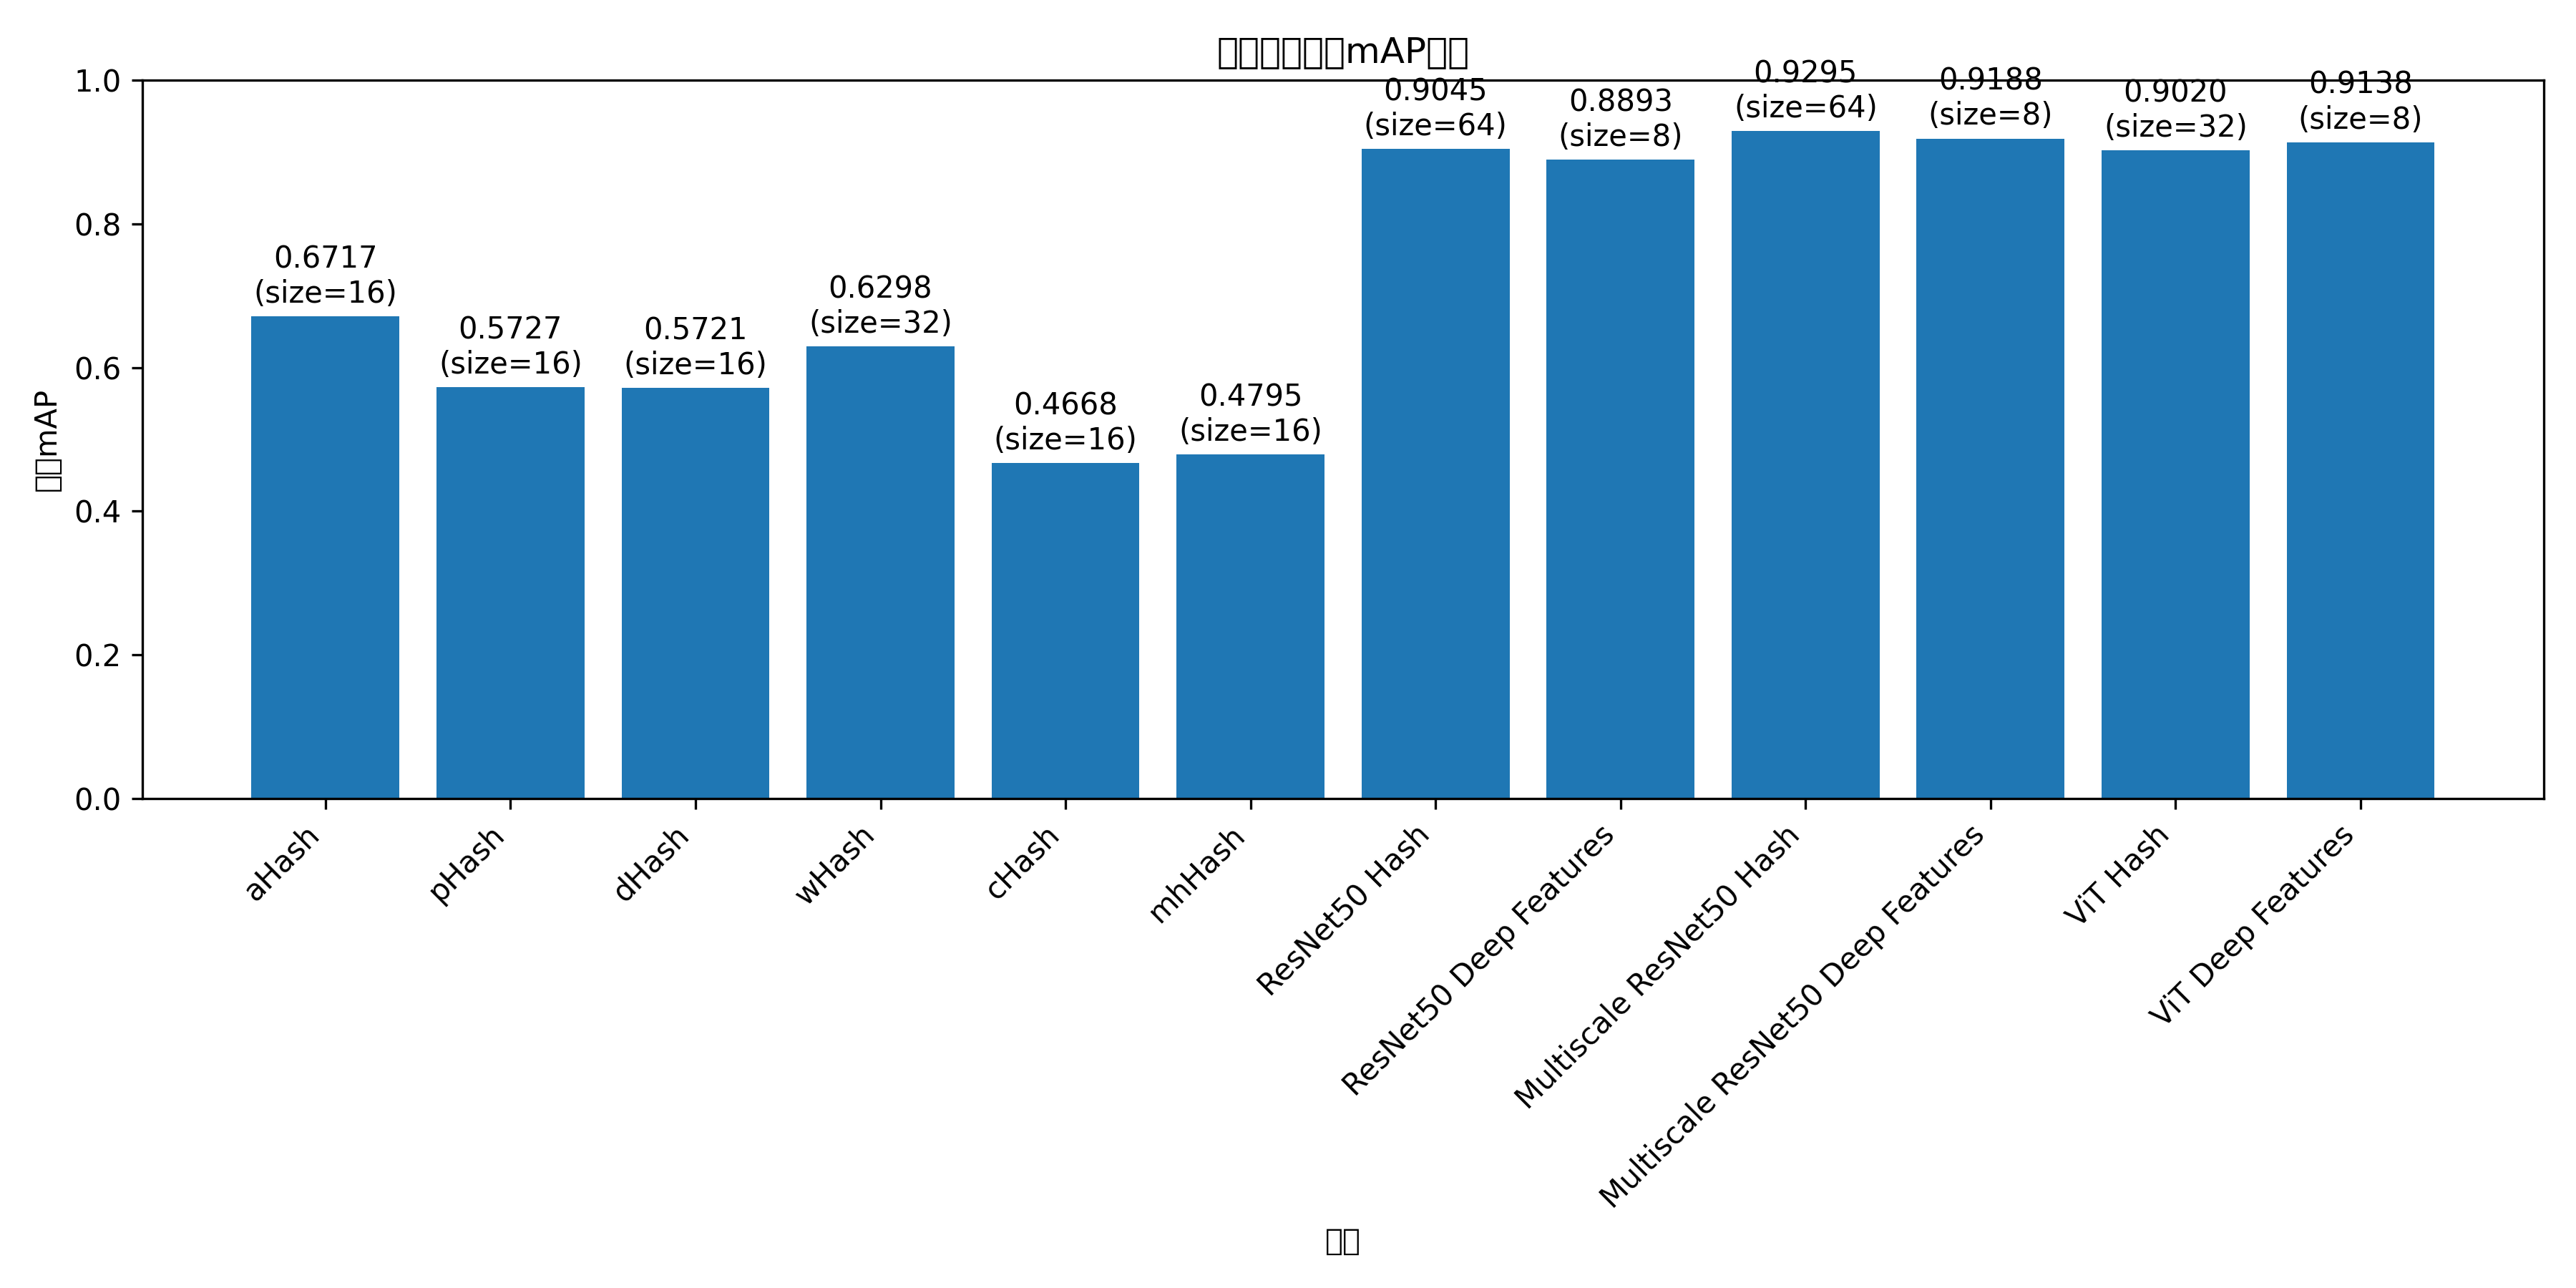 mAP
1.0
0.8
0.6
0.4
0.2
0.0
mAP
0.6717
(size=16)
0.5727
(size=16)
0.5721
(size=16)
0.6298
(size=32)
0.4668
(size=16)
0.4795
(size=16)
0.9045
(size=64)
0.8893
(size=8)
0.9295
(size=64)
0.9188
(size=8)
0.9020
(size=32)
0.9138
(size=8)
aHash
pHash
dHash
wHash
cHash
mhHash
ResNet50 Hash
ResNet50 Deep Features
Multiscale ResNet50 Hash
Multiscale ResNet50 Deep Features
ViT Hash
ViT Deep Features